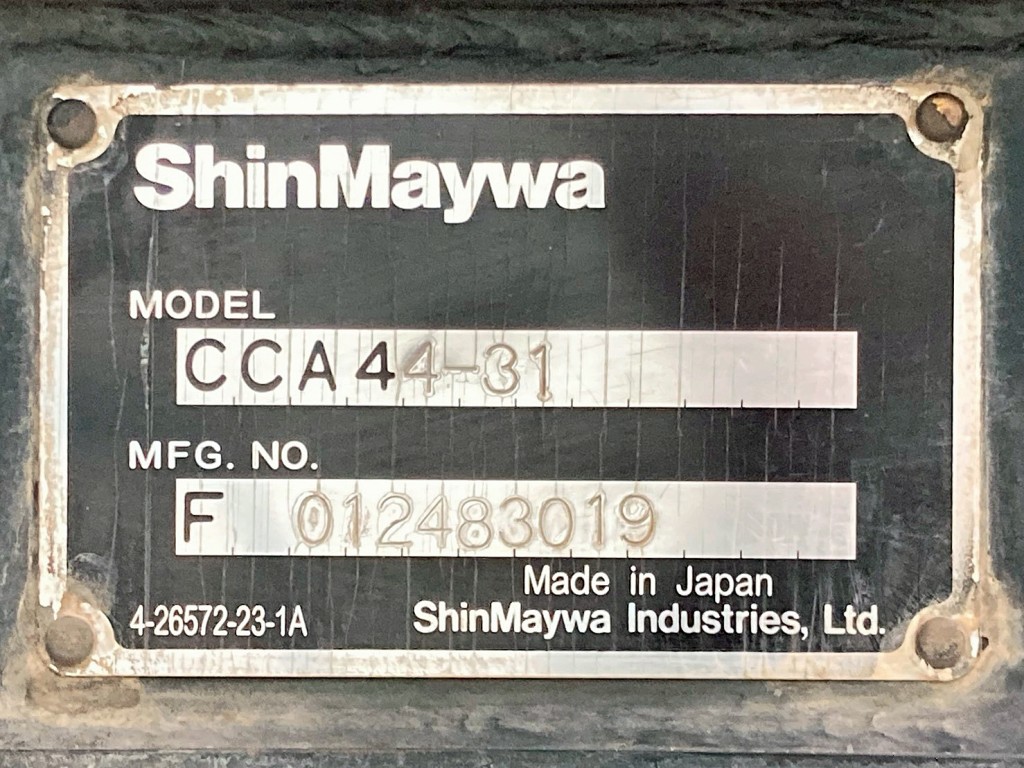 ShinMaywa
MODEL
CCA44-31
MFG. NO.
F 012483019
Made in Japan
4-26572-23-1A ShinMaywa Industries, Ltd.